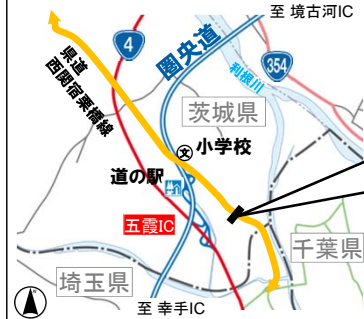 至 境古河IC
4
圏央道
354
利根川
県道
西関宿栗橋線
茨城県
文 小学校
道の駅
五霞IC
千葉県
埼玉県
至 幸手IC